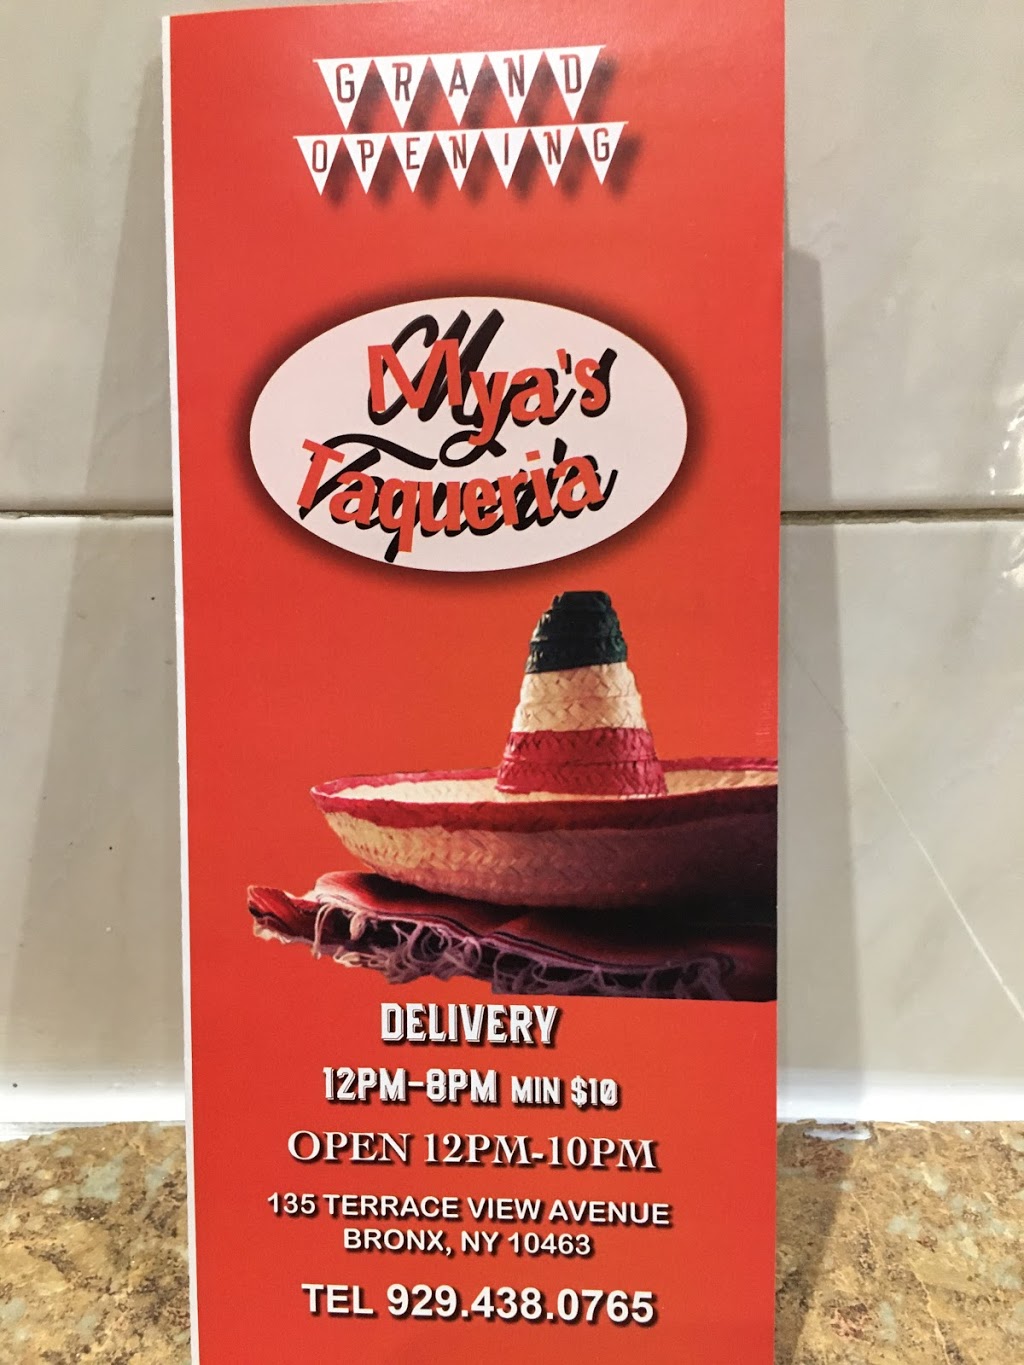 GRAND
OPENING
Mya's
Taqueria
DELIVERY
12PM-8PM MIN $10
OPEN 12PM-10PM
135 TERRACE VIEW AVENUE
BRONX, NY 10463
TEL 929.438.0765